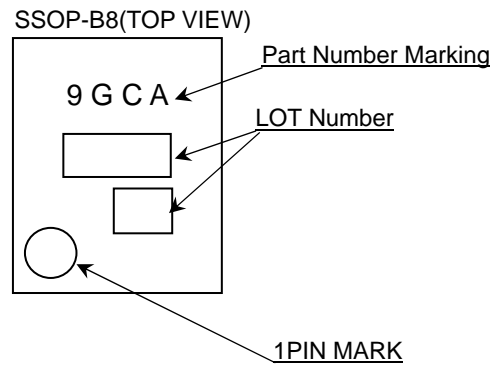 SSOP-B8(TOP VIEW)
Part Number Marking
9 G C A
LOT Number
1PIN MARK